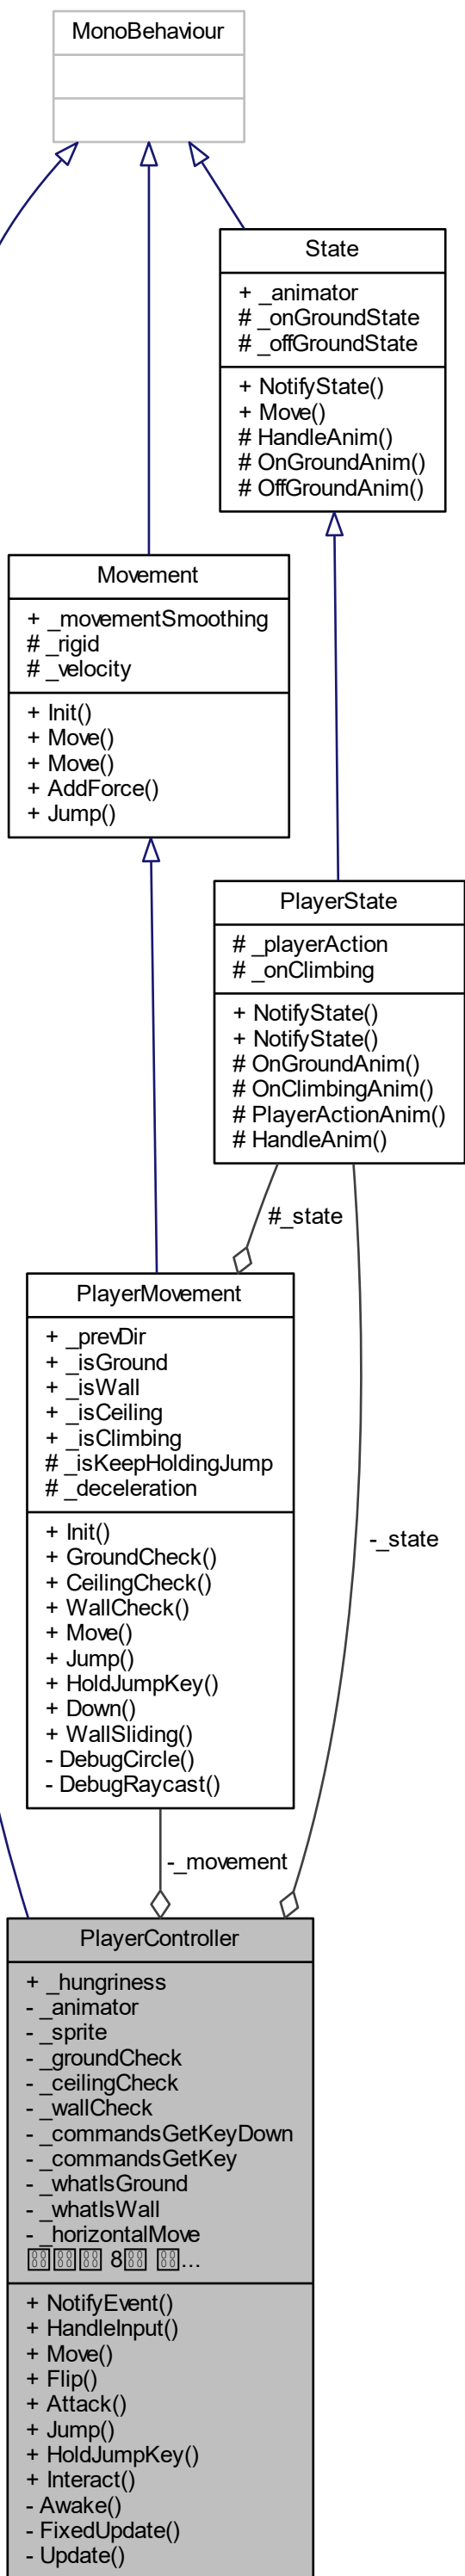 MonoBehaviour
State
+ _animator
# _onGroundState
# _offGroundState
+ NotifyState()
+ Move()
# HandleAnim()
# OnGroundAnim()
# OffGroundAnim()
Movement
+ _movementSmoothing
# _rigid
# _velocity
+ Init()
+ Move()
+ Move()
+ AddForce()
+ Jump()
PlayerState
# _playerAction
# _onClimbing
+ NotifyState()
+ NotifyState()
# OnGroundAnim()
# OnClimbingAnim()
# PlayerActionAnim()
# HandleAnim()
#_state
PlayerMovement
+ _prevDir
+ _isGround
+ _isWall
+ _isCeiling
+ _isClimbing
# _isKeepHoldingJump
# _deceleration
+ Init()
+ GroundCheck()
+ CeilingCheck()
+ WallCheck()
+ Move()
+ Jump()
+ HoldJumpKey()
+ Down()
+ WallSliding()
- DebugCircle()
- DebugRaycast()
-_state
-_movement
PlayerController
+ _hungriness
- _animator
- _sprite
- _groundCheck
- _ceilingCheck
- _wallCheck
- _commandsGetKeyDown
- _commandsGetKey
- _whatIsGround
- _whatIsWall
- _horizontalMove
8 ...
+ NotifyEvent()
+ HandleInput()
+ Move()
+ Flip()
+ Attack()
+ Jump()
+ HoldJumpKey()
+ Interact()
- Awake()
- FixedUpdate()
- Update()